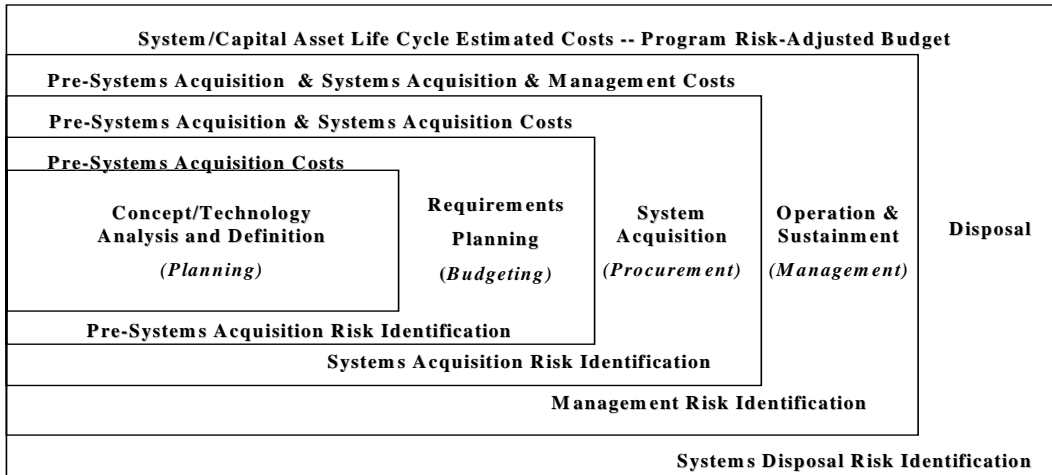 System/Capital Asset Life Cycle Estimated Costs -- Program Risk-Adjusted Budget
Pre-Systems Acquisition & Systems Acquisition & Management Costs
Pre-Systems Acquisition & Systems Acquisition Costs
Pre-Systems Acquisition Costs
Concept/Technology
Analysis and Definition
(Planning)
Requirements
Planning
(Budgeting)
System
Acquisition
(Procurement)
Operation &
Sustainment
(Management)
Disposal
Pre-Systems Acquisition Risk Identification
Systems Acquisition Risk Identification
Management Risk Identification
Systems Disposal Risk Identification